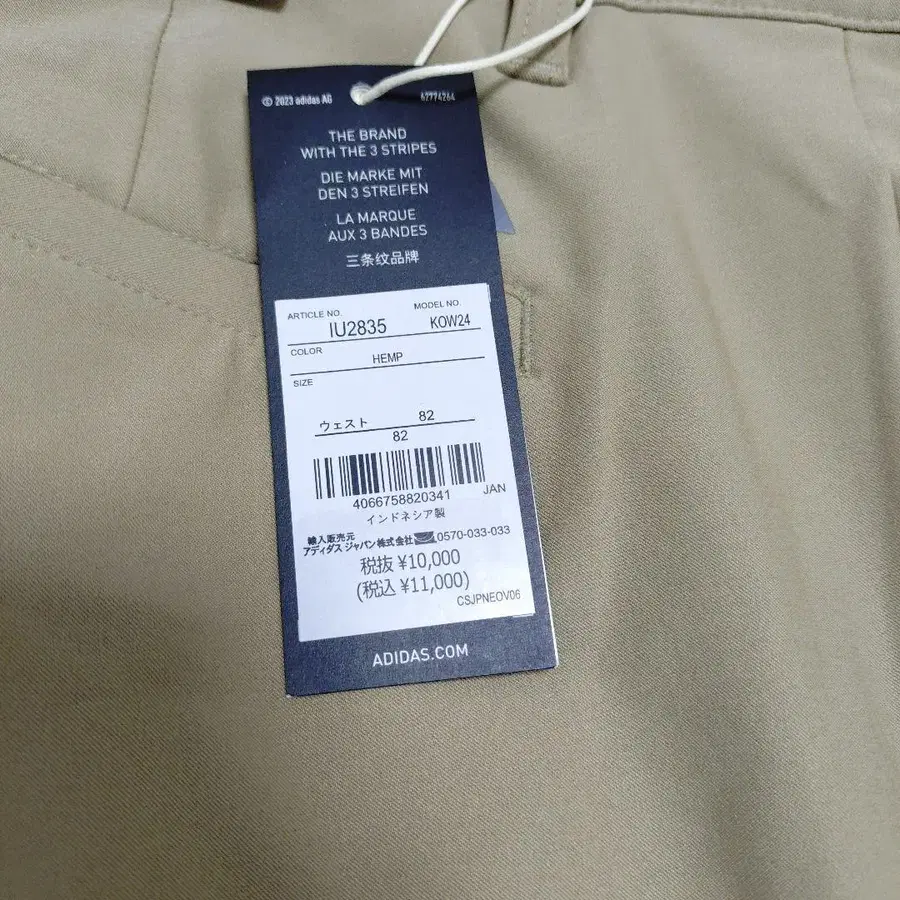 © 2023 adidas AG 62774264
THE BRAND
WITH THE 3 STRIPES
DIE MARKE MIT
DEN 3 STREIFEN
LA MARQUE
AUX 3 BANDES
三条纹品牌
ARTICLE NO. MODEL NO.
IU2835 KOW24
COLOR
HEMP
SIZE
ウェスト 82
82
4066758820341 JAN
インドネシア製
輸入販売元
アディダス ジャパン株式会社 0570-033-033
税抜 ¥10,000
(税込 ¥11,000)
CSJPNEOV06
ADIDAS.COM